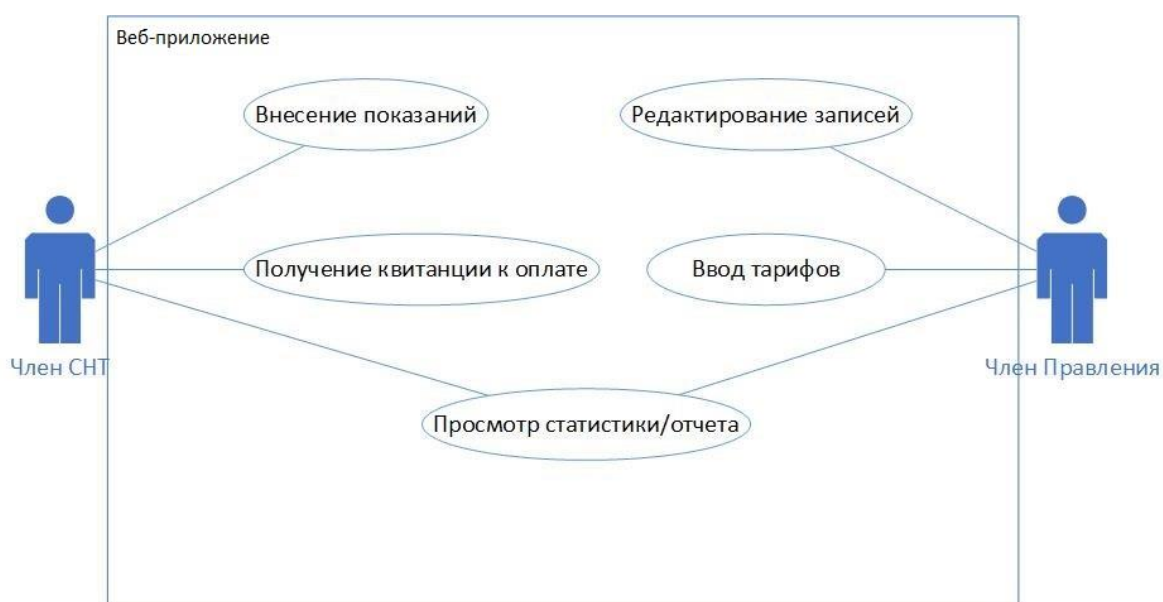 Веб-приложение
Внесение показаний
Редактирование записей
Получение квитанции к оплате
Ввод тарифов
Член СНТ
Член Правления
Просмотр статистики/отчета